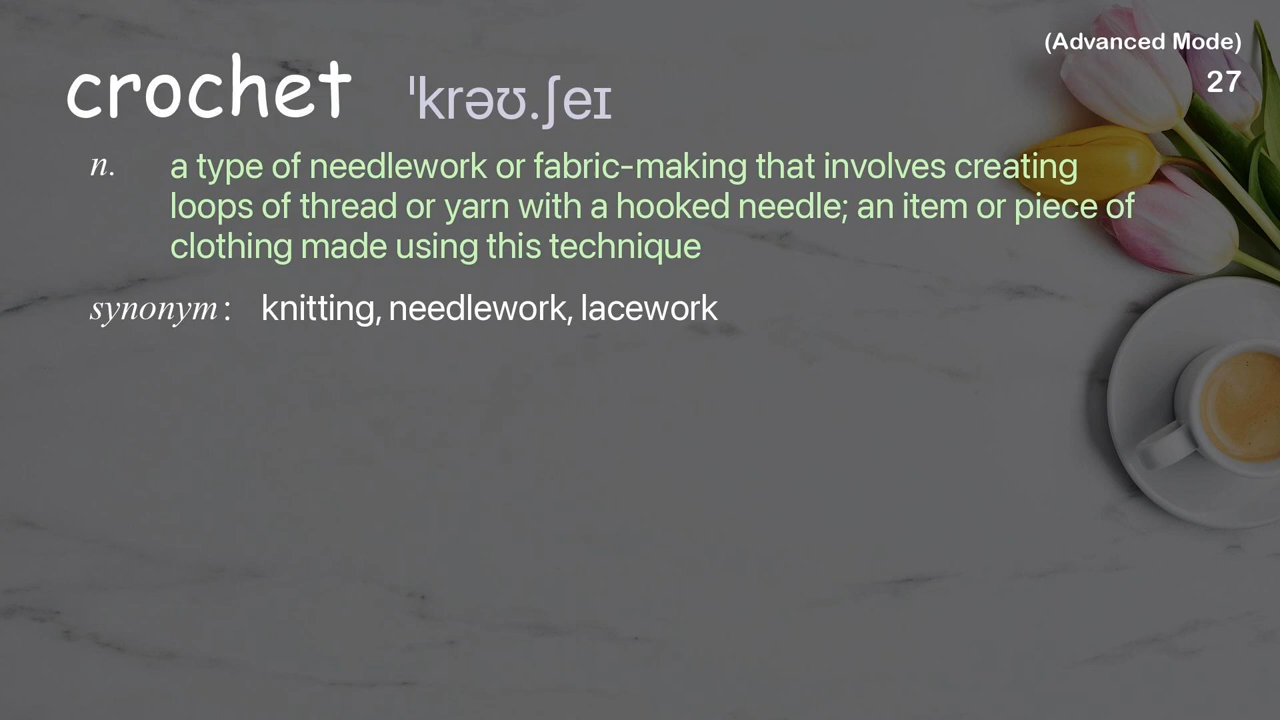 (Advanced Mode)
27
crochet ˈkrəʊ.ʃeɪ
n. a type of needlework or fabric-making that involves creating
loops of thread or yarn with a hooked needle; an item or piece of
clothing made using this technique
synonym: knitting, needlework, lacework